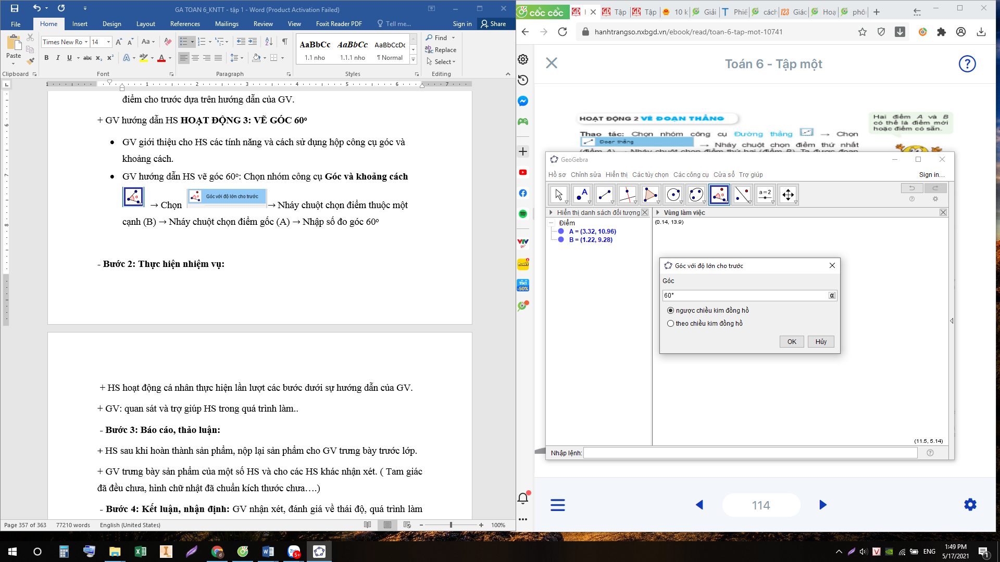 GA TOAN 6_KNTT - tập 1 - Word (Product Activation Failed)
File Home Insert Design Layout References Mailings Review View Foxit Reader PDF Tell me... Sign in Share
Times New Ro 14
Paste
AaBbCc AaBbCc AaBbCcDc
1.1 nho 1.1.1 nho ¶ Normal
Find
Replace
Select
Clipboard Font Paragraph Styles Editing
điểm cho trước dựa trên hướng dẫn của GV.
+ GV hướng dẫn HS HOẠT ĐỘNG 3: VẼ GÓC 60º
• GV giới thiệu cho HS các tính năng và cách sử dụng hộp công cụ góc và
khoảng cách.
• GV hướng dẫn HS vẽ góc 60º: Chọn nhóm công cụ Góc và khoảng cách
→ Chọn Góc với độ lớn cho trước → Nháy chuột chọn điểm thuộc một
cạnh (B) → Nháy chuột chọn điểm gốc (A) → Nhập số đo góc 60º
- Bước 2: Thực hiện nhiệm vụ:
+ HS hoạt động cá nhân thực hiện lần lượt các bước dưới sự hướng dẫn của GV.
+ GV: quan sát và trợ giúp HS trong quá trình làm..
- Bước 3: Báo cáo, thảo luận:
+ HS sau khi hoàn thành sản phẩm, nộp lại sản phẩm cho GV trưng bày trước lớp.
+ GV trưng bày sản phẩm của một số HS và cho các HS khác nhận xét. ( Tam giác
đã đều chưa, hình chữ nhật đã chuẩn kích thước chưa….)
- Bước 4: Kết luận, nhận định: GV nhận xét, đánh giá về thái độ, quá trình làm
Page 357 of 363 77210 words English (United States) 100%
cốc cốc Tập Tập 10 k Giải Phiế cách Giáo Hoạ phô
hanhtrangso.nxbgd.vn/ebook/read/toan-6-tap-mot-10741
Toán 6 - Tập một
HOẠT ĐỘNG 2 VẼ ĐOẠN THẲNG
Hai điểm A và B
có thể là điểm mới
hoặc điểm có sẵn.
Thao tác: Chọn nhóm công cụ Đường thẳng → Chọn
Đoạn thẳng → Nháy chuột chọn điểm thứ nhất
(điểm A) → Nháy chuột chọn điểm thứ hai (điểm B). Ta được đoạn
GeoGebra
Hồ sơ Chỉnh sửa Hiển thị Các tùy chọn Các công cụ Cửa sổ Trợ giúp Sign in...
a = 2
Hiển thị danh sách đối tượng Vùng làm việc
Điểm
A = (3.32, 10.96)
B = (1.22, 9.28)
(0.14, 13.9)
Góc với độ lớn cho trước
Góc
60° α
ngược chiều kim đồng hồ
theo chiều kim đồng hồ
OK Hủy
(11.5, 5.14)
Nhập lệnh:
114
ENG
1:49 PM
5/17/2021